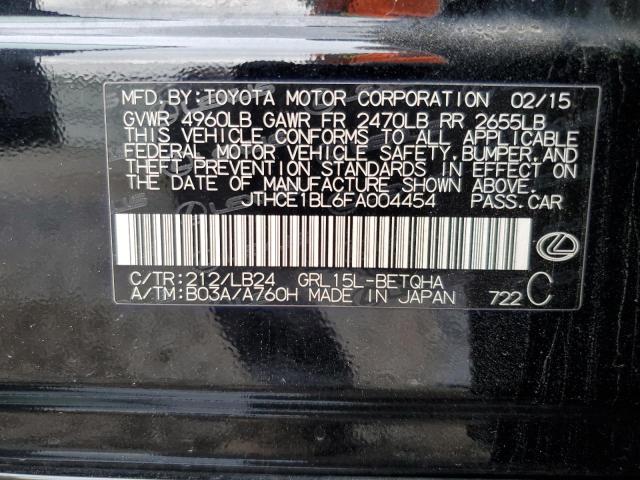 MFD. BY: TOYOTA MOTOR CORPORATION 02/15
GVWR 4960LB GAWR FR 2470LB RR 2655LB
THIS VEHICLE CONFORMS TO ALL APPLICABLE
FEDERAL MOTOR VEHICLE SAFETY, BUMPER, AND
THEFT PREVENTION STANDARDS IN EFFECT ON
THE DATE OF MANUFACTURE SHOWN ABOVE.
JTHCE1BL6FA004454 PASS. CAR
C/TR: 212/LB24 GRL15L-BETQHA
A/TM: B03A/A760H MADE IN JAPAN 722 C